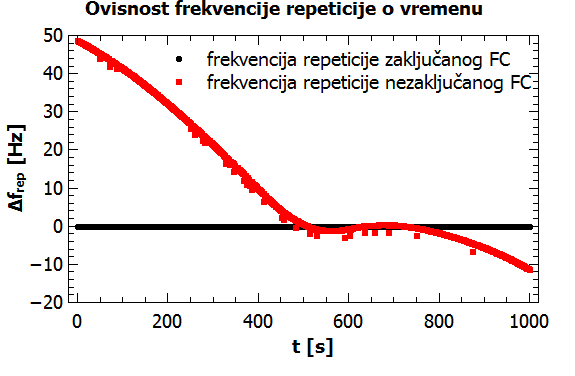 Ovisnost frekvencije repeticije o vremenu
50
frekvencija repeticije zaključanog FC
40
frekvencija repeticije nezaključanog FC
30
20
10
0
−10
−20
Δfrep [Hz]
0 200 400 600 800 1000
t [s]